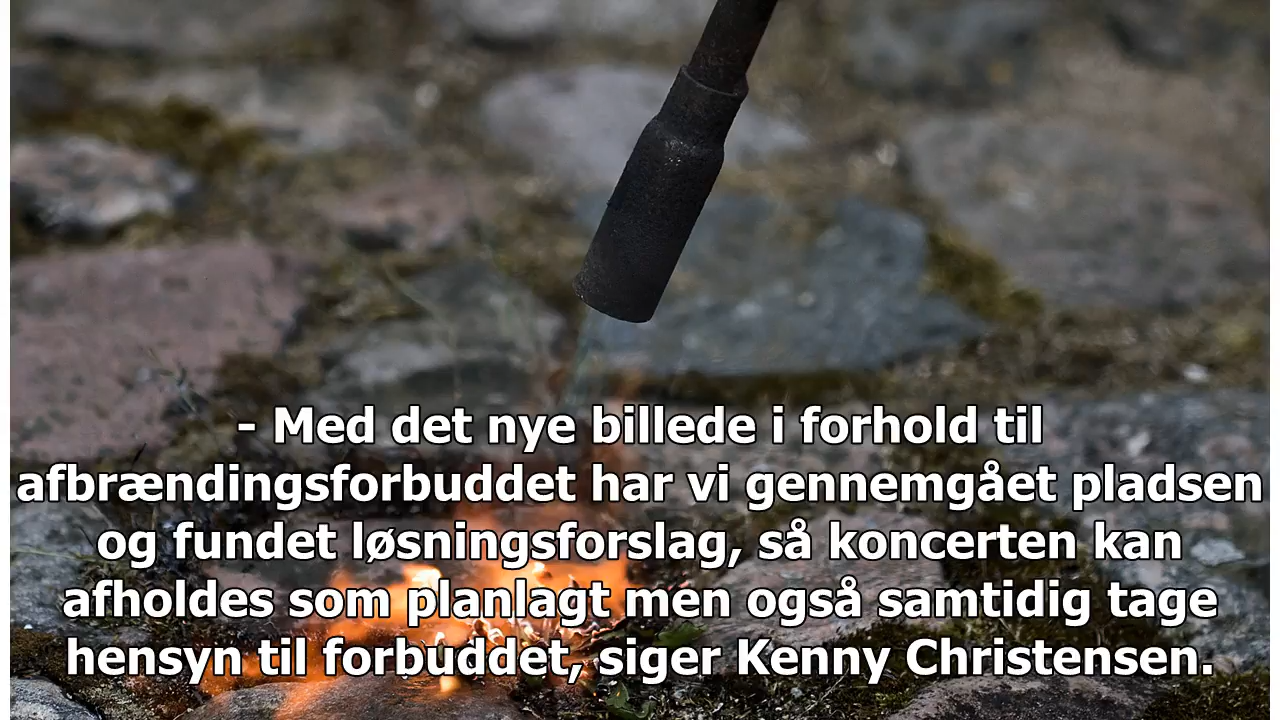 - Med det nye billede i forhold til
afbrændingsforbuddet har vi gennemgået pladsen
og fundet løsningsforslag, så koncerten kan
afholdes som planlagt men også samtidig tage
hensyn til forbuddet, siger Kenny Christensen.